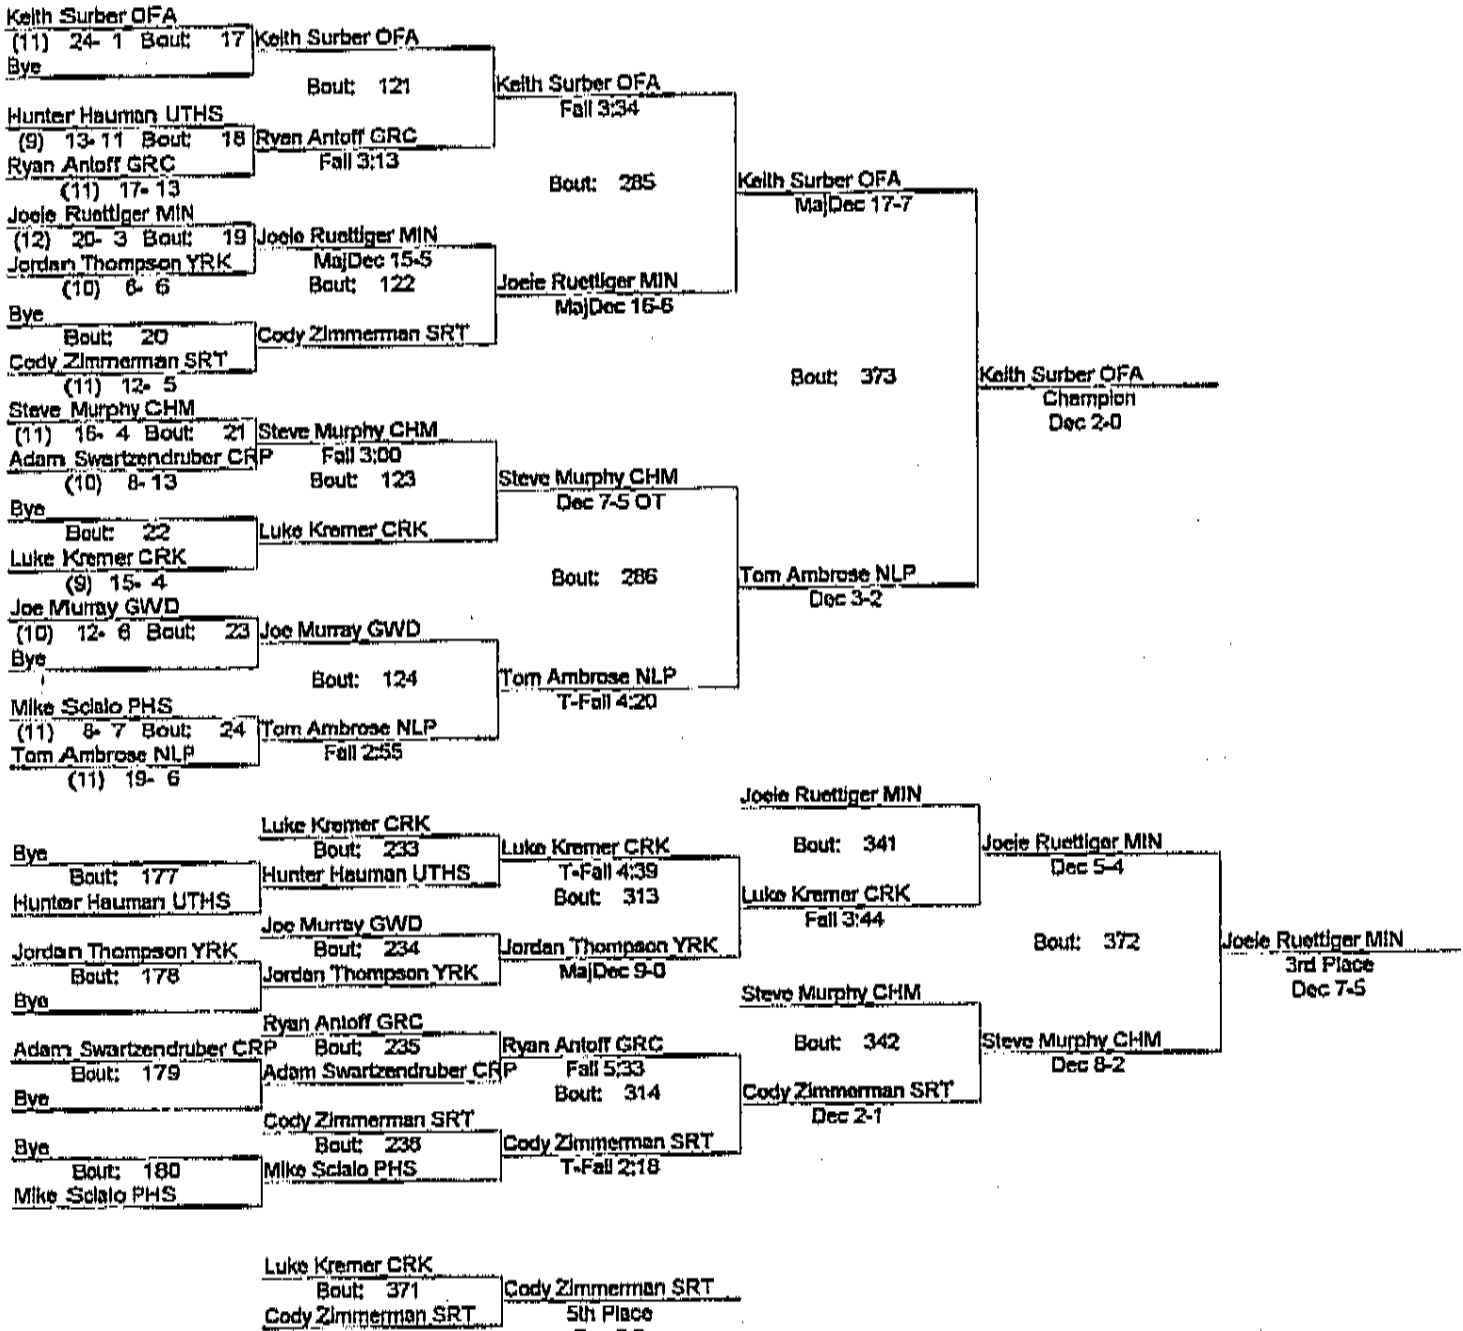 Keith Surber OFA
(11) 24- 1 Bout: 17
Bye
Hunter Hauman UTHS
(9) 13- 11 Bout: 18
Ryan Antoff GRC
(11) 17- 13
Joeie Ruettiger MIN
(12) 20- 3 Bout: 19
Jordan Thompson YRK
(10) 6- 6
Bye
Bout: 20
Cody Zimmerman SRT
(11) 12- 5
Steve Murphy CHM
(11) 16- 4 Bout: 21
Adam Swartzendruber CRP
(10) 8- 13
Bye
Bout: 22
Luke Kremer CRK
(9) 15- 4
Joe Murray GWD
(10) 12- 6 Bout: 23
Bye
Mike Scialo PHS
(11) 8- 7 Bout: 24
Tom Ambrose NLP
(11) 19- 6
Keith Surber OFA
Bout: 121
Ryan Antoff GRC
Fall 3:13
Joeie Ruettiger MIN
MajDec 15-5
Bout: 122
Cody Zimmerman SRT
Steve Murphy CHM
Fall 3:00
Bout: 123
Luke Kremer CRK
Joe Murray GWD
Bout: 124
Tom Ambrose NLP
Fall 2:55
Keith Surber OFA
Fall 3:34
Bout: 285
Joeie Ruettiger MIN
MajDec 16-6
Steve Murphy CHM
Dec 7-5 OT
Bout: 286
Tom Ambrose NLP
T-Fall 4:20
Keith Surber OFA
MajDec 17-7
Bout: 373
Tom Ambrose NLP
Dec 3-2
Keith Surber OFA
Champion
Dec 2-0
Bye
Bout: 177
Hunter Hauman UTHS
Jordan Thompson YRK
Bout: 178
Bye
Adam Swartzendruber CRP
Bout: 179
Bye
Bye
Bout: 180
Mike Scialo PHS
Luke Kremer CRK
Bout: 233
Hunter Hauman UTHS
Joe Murray GWD
Bout: 234
Jordan Thompson YRK
Ryan Antoff GRC
Bout: 235
Adam Swartzendruber CRP
Cody Zimmerman SRT
Bout: 236
Mike Scialo PHS
Luke Kremer CRK
T-Fall 4:39
Bout: 313
Jordan Thompson YRK
MajDec 9-0
Ryan Antoff GRC
Fall 5:33
Bout: 314
Cody Zimmerman SRT
T-Fall 2:18
Joeie Ruettiger MIN
Bout: 341
Luke Kremer CRK
Fall 3:44
Steve Murphy CHM
Bout: 342
Cody Zimmerman SRT
Dec 2-1
Joeie Ruettiger MIN
Dec 5-4
Bout: 372
Steve Murphy CHM
Dec 8-2
Joeie Ruettiger MIN
3rd Place
Dec 7-5
Luke Kremer CRK
Bout: 371
Cody Zimmerman SRT
Cody Zimmerman SRT
5th Place